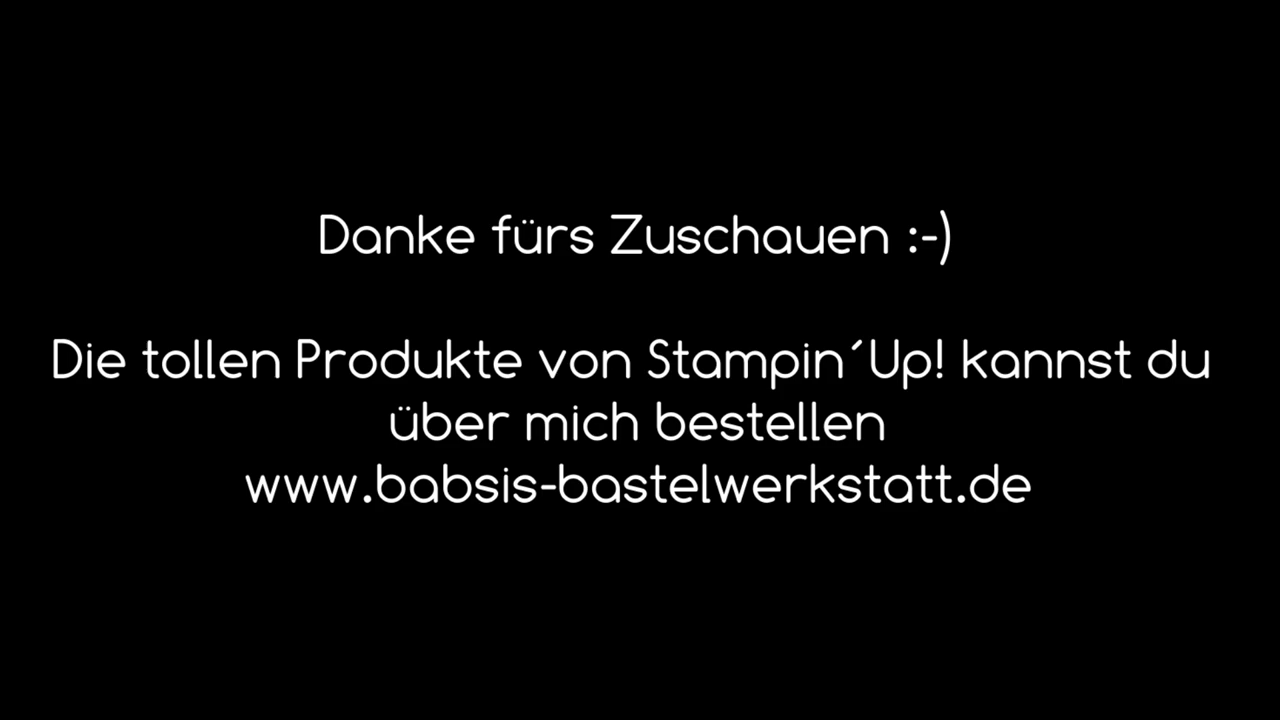 Danke fürs Zuschauen :-)
Die tollen Produkte von Stampin´Up! kannst du
über mich bestellen
www.babsis-bastelwerkstatt.de